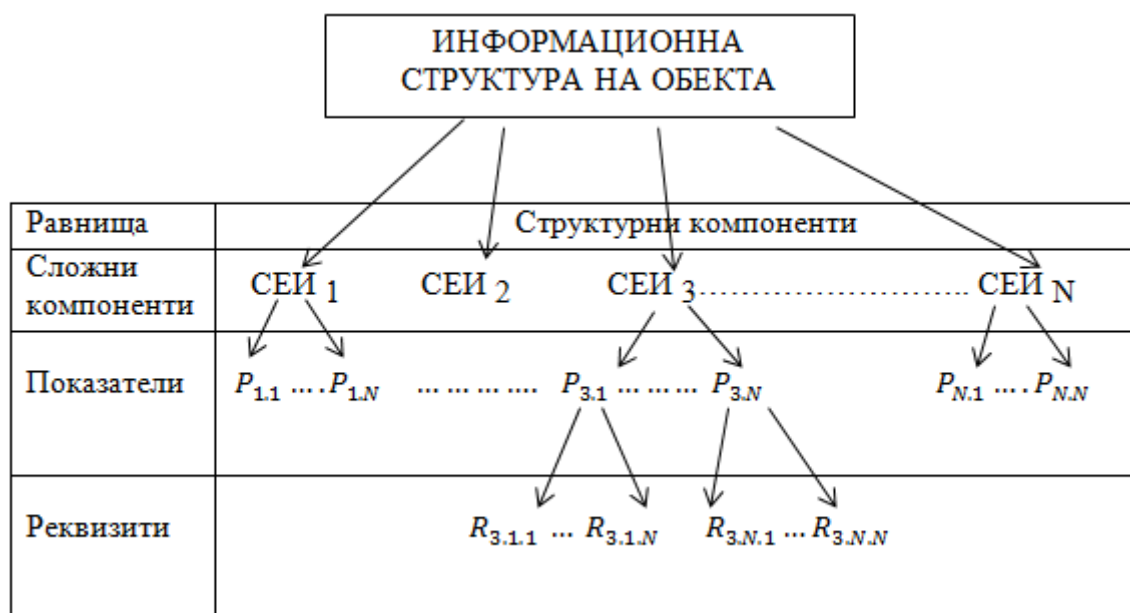 ИНФОРМАЦИОННА
СТРУКТУРА НА ОБЕКТА
Равнища Структурни компоненти
Сложни
компоненти
СЕИ 1 СЕИ 2 СЕИ 3........................... СЕИ N
Показатели P1.1 ... . P1.N ... ... ... .... P3.1 ... ... ... P3.N PN.1 ... . PN.N
Реквизити R3.1.1 ... R3.1.N R3.N.1 ... R3.N.N